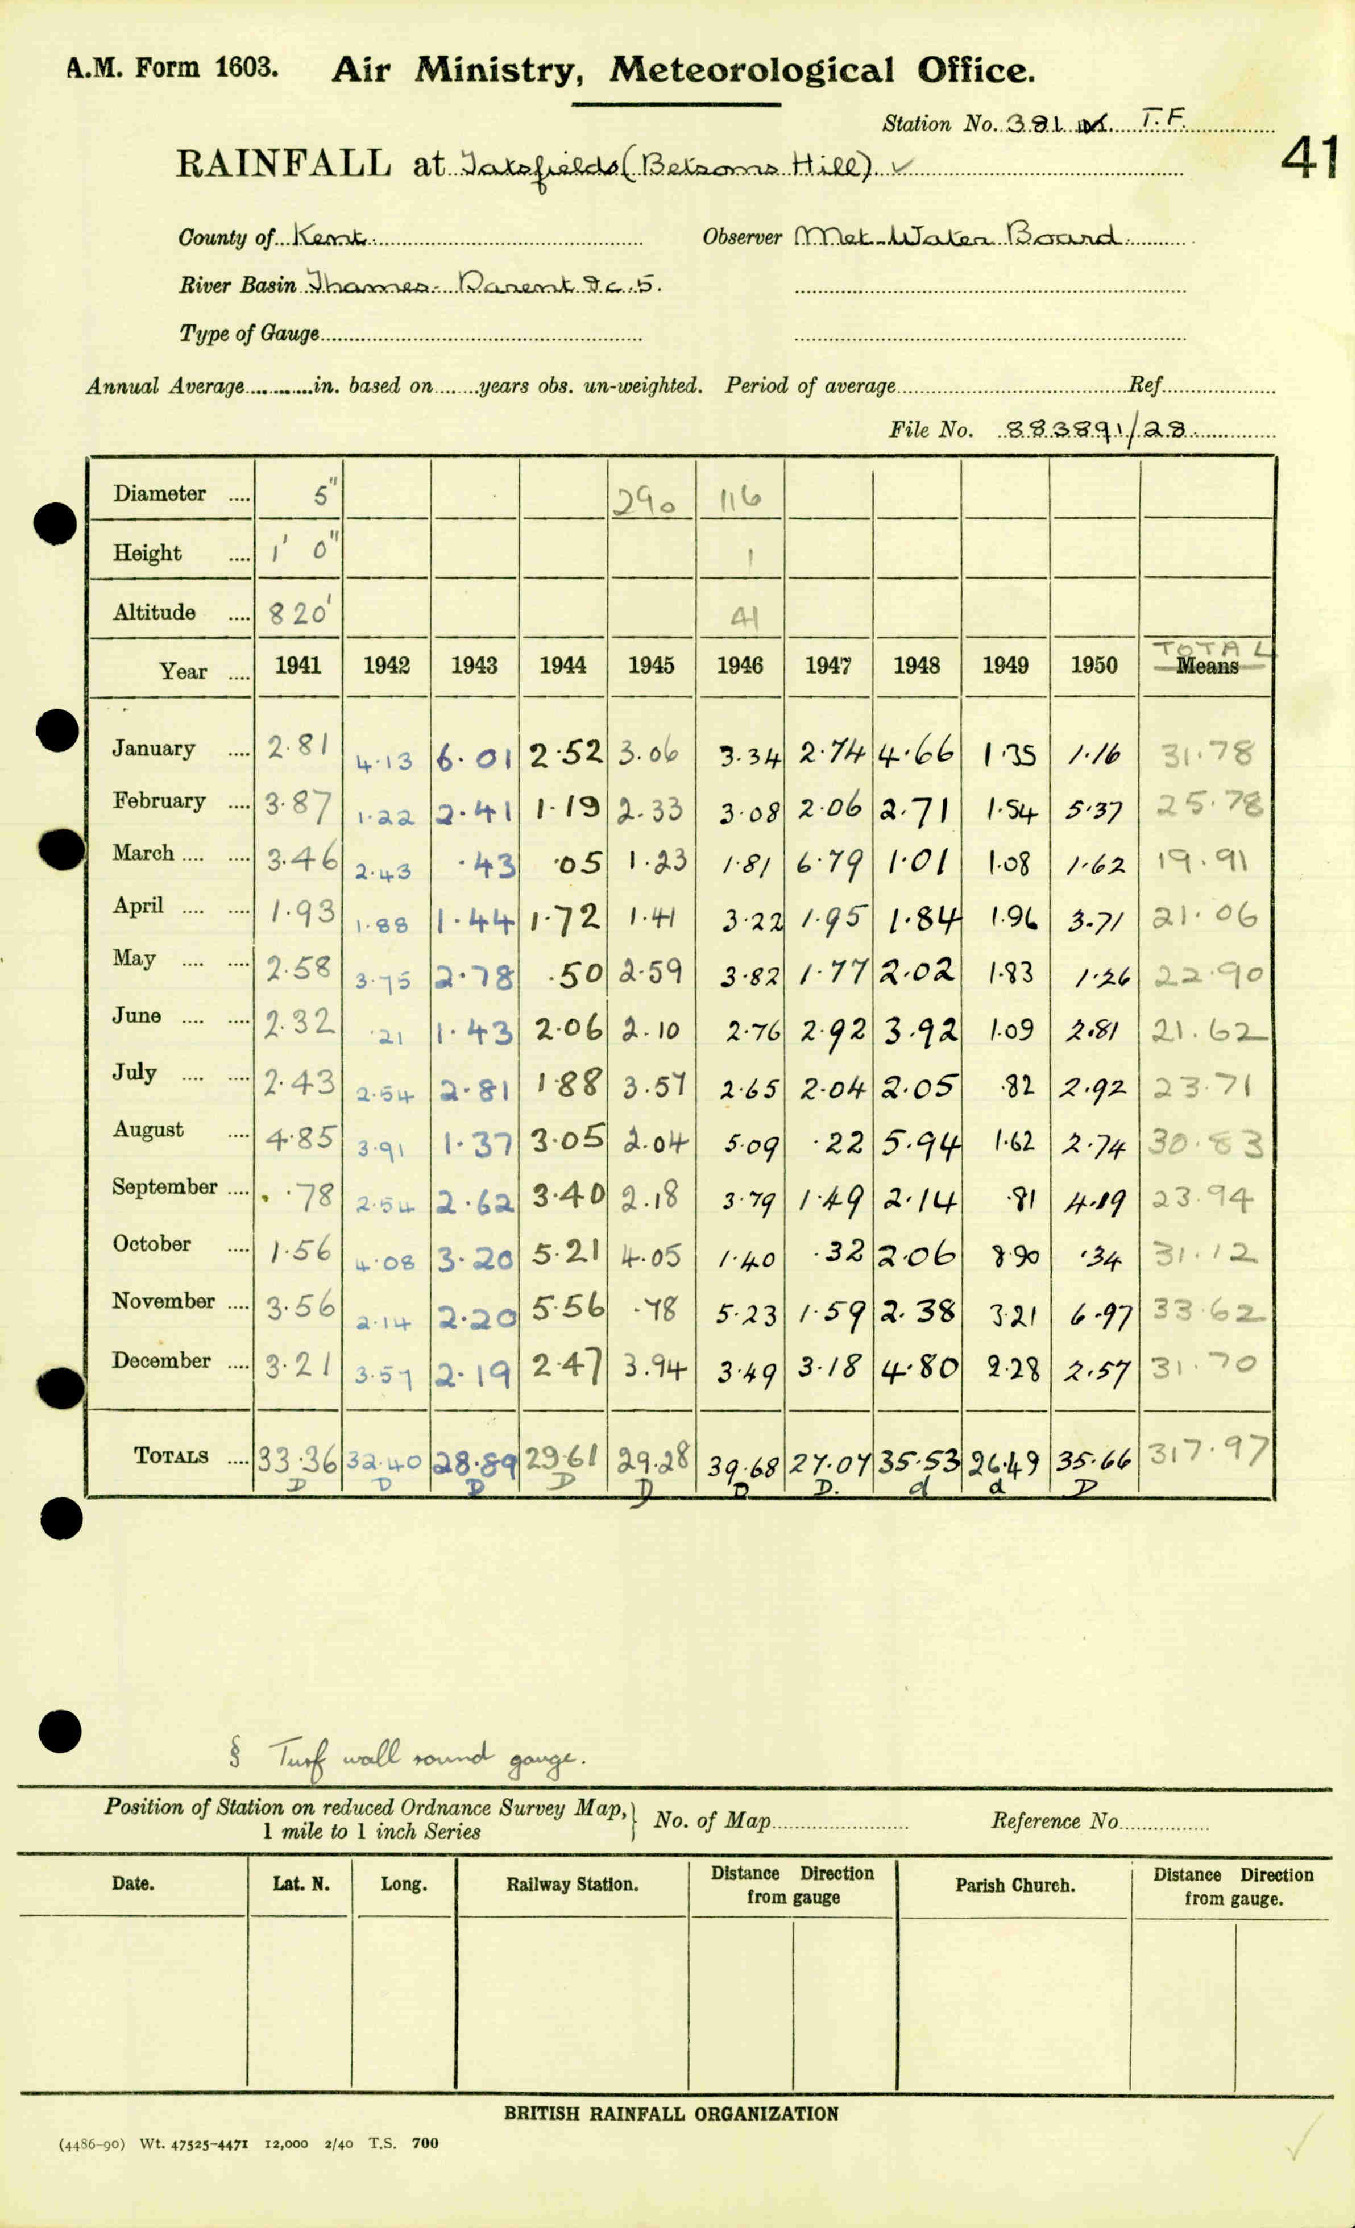 A.M. Form 1603. Air Ministry, Meteorological Office.
Station No. 381 T.F.
41
RAINFALL at Tatsfields (Betsoms Hill) ✓
County of Kent Observer Met. Water Board
River Basin Thames - Darent &c. 5.
Type of Gauge
Annual Average in. based on years obs. un-weighted. Period of average Ref
File No. 883891/28
Diameter .... 5" 290 116
Height .... 1' 0" 1
Altitude .... 820' 41
TOTAL
Year .... 1941 1942 1943 1944 1945 1946 1947 1948 1949 1950 Means
January .... 2.81 4.13 6.01 2.52 3.06 3.34 2.74 4.66 1.35 1.16 31.78
February .... 3.87 1.22 2.41 1.19 2.33 3.08 2.06 2.71 1.54 5.37 25.78
March .... .... 3.46 2.43 .43 .05 1.23 1.81 6.79 1.01 1.08 1.62 19.91
April .... .... 1.93 1.88 1.44 1.72 1.41 3.22 1.95 1.84 1.96 3.71 21.06
May .... .... 2.58 3.75 2.78 .50 2.59 3.82 1.77 2.02 1.83 1.26 22.90
June .... .... 2.32 .21 1.43 2.06 2.10 2.76 2.92 3.92 1.09 2.81 21.62
July .... .... 2.43 2.54 2.81 1.88 3.57 2.65 2.04 2.05 .82 2.92 23.71
August .... 4.85 3.91 1.37 3.05 2.04 5.09 .22 5.94 1.62 2.74 30.83
September .... .78 2.54 2.62 3.40 2.18 3.79 1.49 2.14 .81 4.19 23.94
October .... 1.56 4.08 3.20 5.21 4.05 1.40 .32 2.06 8.90 .34 31.12
November .... 3.56 2.14 2.20 5.56 .78 5.23 1.59 2.38 3.21 6.97 33.62
December .... 3.21 3.57 2.19 2.47 3.94 3.49 3.18 4.80 2.28 2.57 31.70
TOTALS .... 33.36 32.40 28.89 29.61 29.28 39.68 27.07 35.53 26.49 35.66 317.97
D D D D D D D. d d D
§ Turf wall round gauge.
Position of Station on reduced Ordnance Survey Map, } No. of Map Reference No
1 mile to 1 inch Series
Date. Lat. N. Long. Railway Station. Distance Direction from gauge Parish Church. Distance Direction from gauge.
BRITISH RAINFALL ORGANIZATION
(4486-90) Wt. 47525-4471 12,000 2/40 T.S. 700